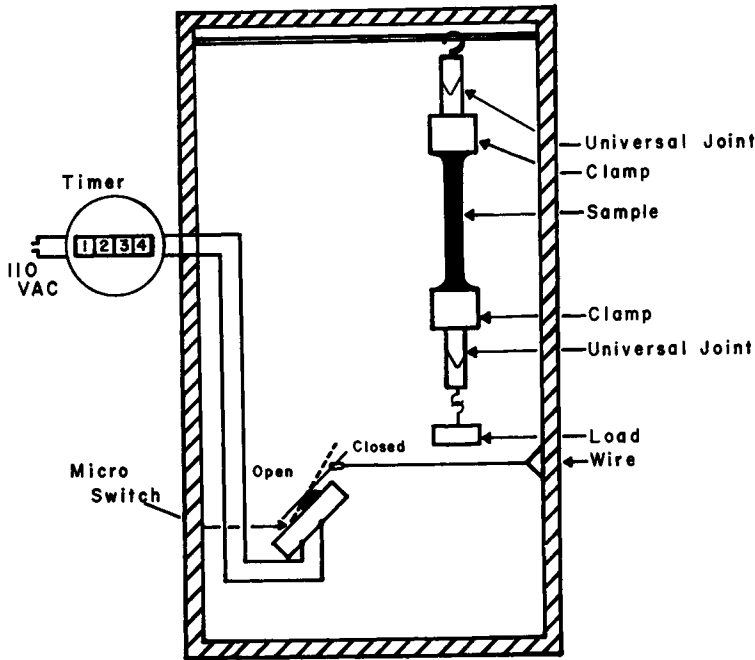 Timer
1 2 3 4
110
VAC
Universal Joint
Clamp
Sample
Clamp
Universal Joint
Load
Wire
Closed
Open
Micro
Switch